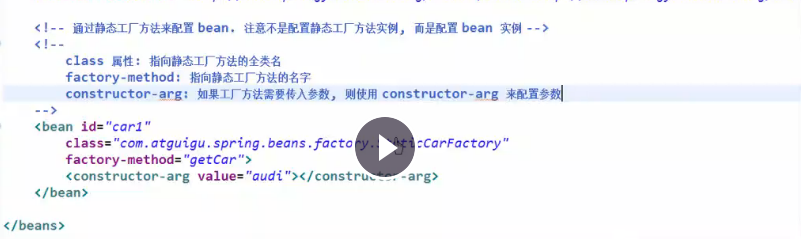 <!-- 通过静态工厂方法来配置 bean. 注意不是配置静态工厂方法实例, 而是配置 bean 实例 -->
<!--
class 属性: 指向静态工厂方法的全类名
factory-method: 指向静态工厂方法的名字
constructor-arg: 如果工厂方法需要传入参数, 则使用 constructor-arg 来配置参数
-->
<bean id="car1"
class="com.atguigu.spring.beans.factory.StaticCarFactory"
factory-method="getCar">
<constructor-arg value="audi"></constructor-arg>
</bean>
</beans>